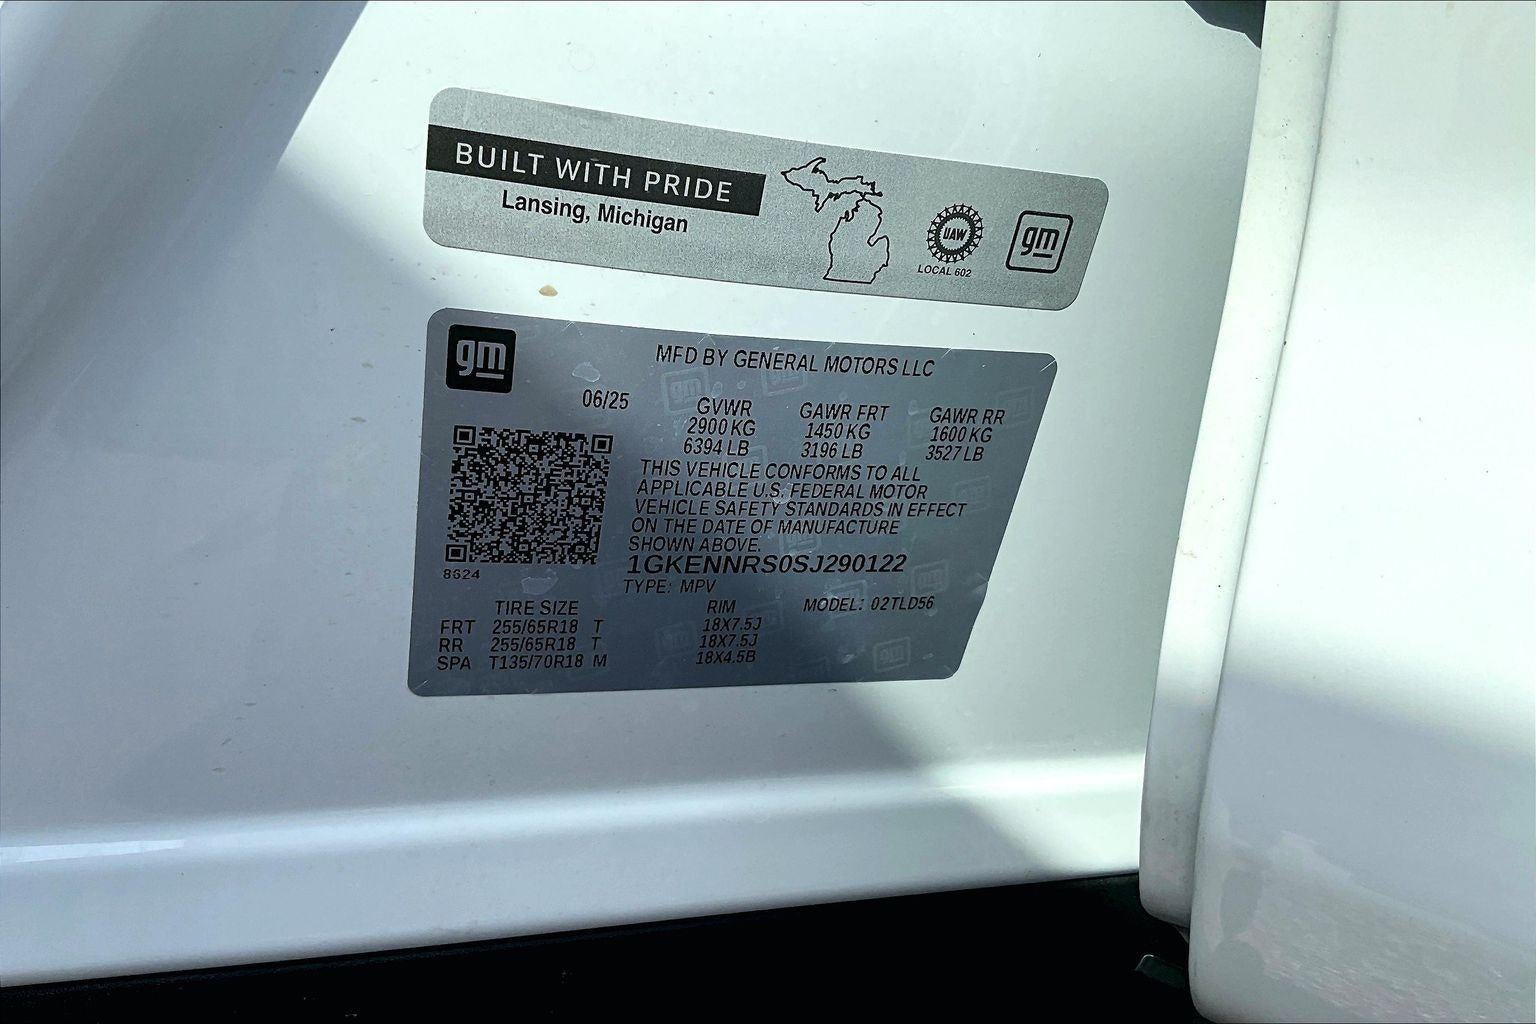 BUILT WITH PRIDE
Lansing, Michigan
UAW
LOCAL 602
gm
gm
MFD BY GENERAL MOTORS LLC
06/25
GVWR GAWR FRT GAWR RR
2900 KG 1450 KG 1600 KG
6394 LB 3196 LB 3527 LB
THIS VEHICLE CONFORMS TO ALL
APPLICABLE U.S. FEDERAL MOTOR
VEHICLE SAFETY STANDARDS IN EFFECT
ON THE DATE OF MANUFACTURE
SHOWN ABOVE.
1GKENNRS0SJ290122
8624
TYPE: MPV MODEL: 02TLD56
TIRE SIZE RIM
FRT 255/65R18 T 18X7.5J
RR 255/65R18 T 18X7.5J
SPA T135/70R18 M 18X4.5B